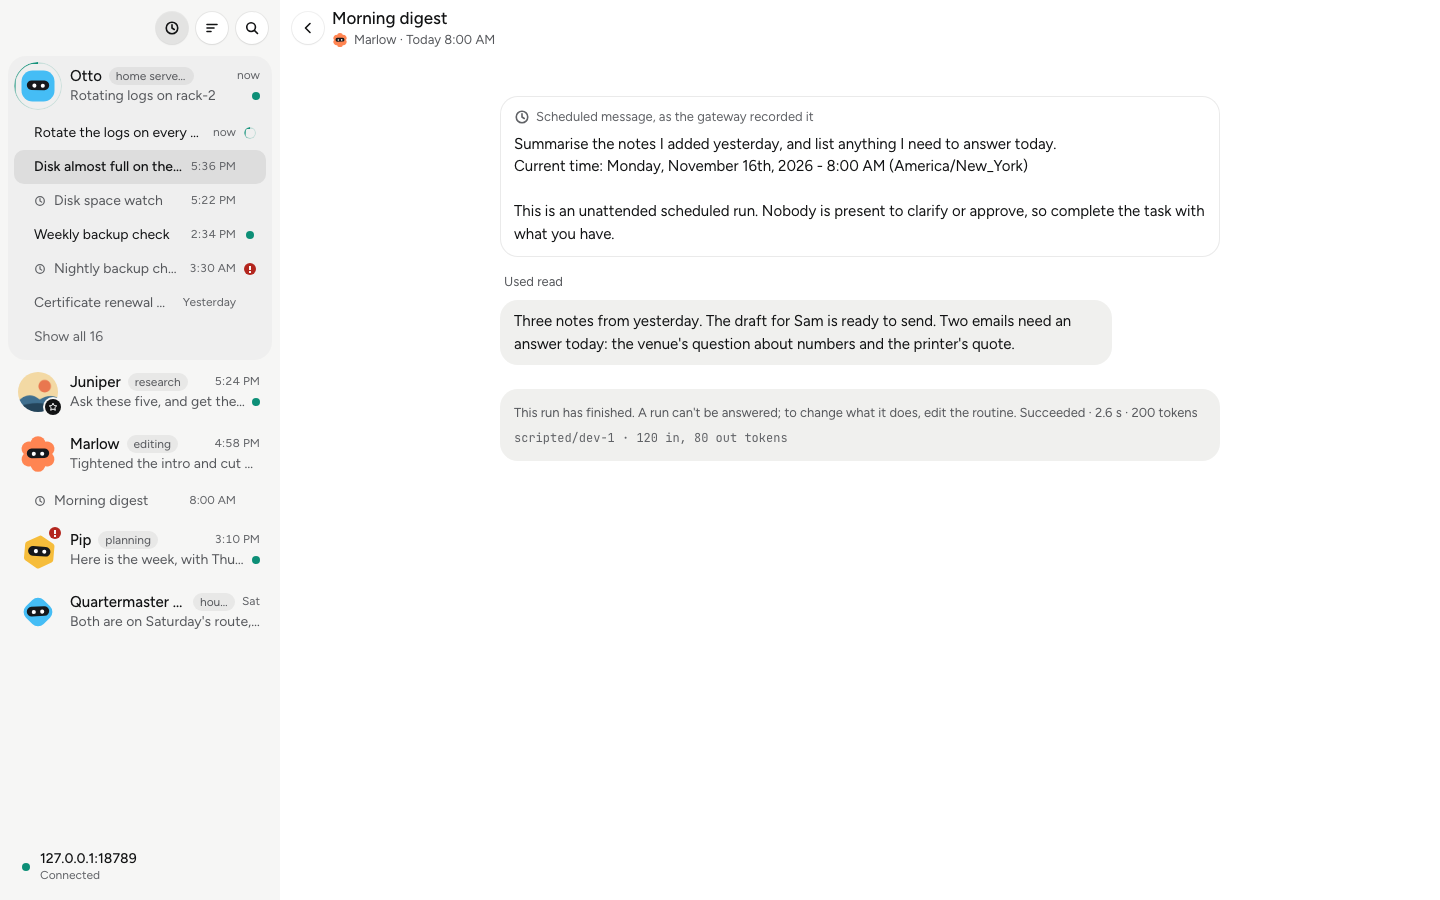 Otto home serve... now
Rotating logs on rack-2
Rotate the logs on every ... now
Disk almost full on the... 5:36 PM
Disk space watch 5:22 PM
Weekly backup check 2:34 PM
Nightly backup ch... 3:30 AM
Certificate renewal ... Yesterday
Show all 16
Juniper research 5:24 PM
Ask these five, and get the...
Marlow editing 4:58 PM
Tightened the intro and cut ...
Morning digest 8:00 AM
Pip planning 3:10 PM
Here is the week, with Thu...
Quartermaster ... hou... Sat
Both are on Saturday's route,...
127.0.0.1:18789
Connected
Morning digest
Marlow · Today 8:00 AM
Scheduled message, as the gateway recorded it
Summarise the notes I added yesterday, and list anything I need to answer today.
Current time: Monday, November 16th, 2026 - 8:00 AM (America/New_York)
This is an unattended scheduled run. Nobody is present to clarify or approve, so complete the task with
what you have.
Used read
Three notes from yesterday. The draft for Sam is ready to send. Two emails need an
answer today: the venue's question about numbers and the printer's quote.
This run has finished. A run can't be answered; to change what it does, edit the routine. Succeeded · 2.6 s · 200 tokens
scripted/dev-1 · 120 in, 80 out tokens